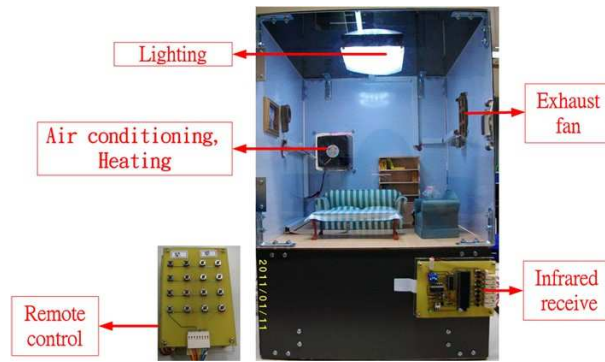 Lighting
Exhaust
fan
Air conditioning,
Heating
2011/01/11
Infrared
receive
Remote
control